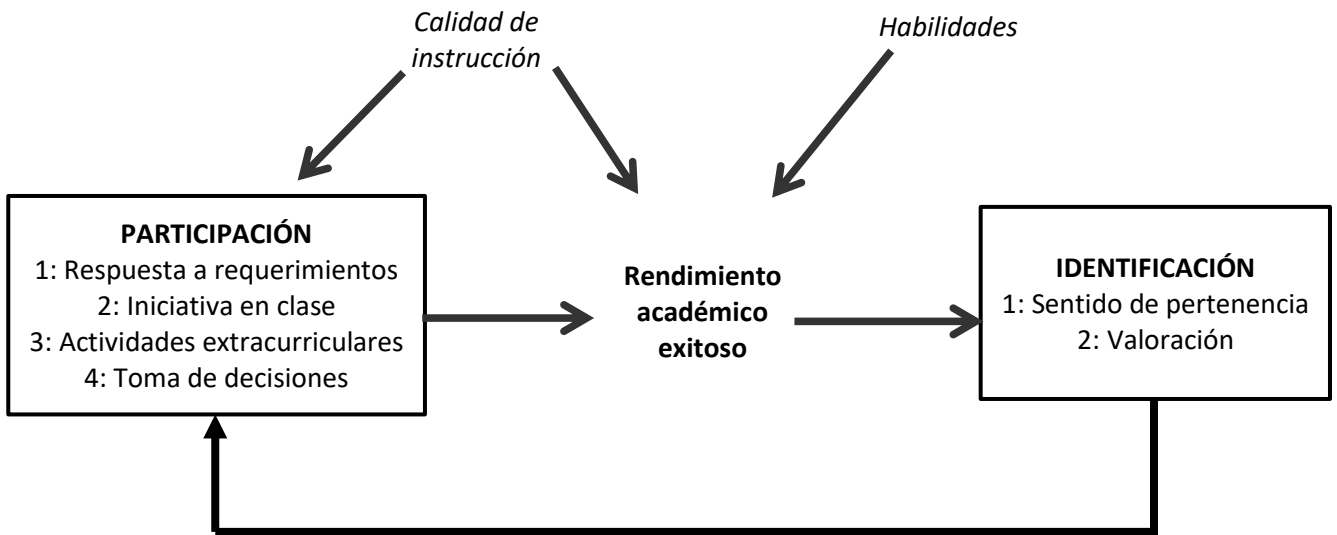 Calidad de
instrucción
Habilidades
PARTICIPACIÓN
1: Respuesta a requerimientos
2: Iniciativa en clase
3: Actividades extracurriculares
4: Toma de decisiones
Rendimiento
académico
exitoso
IDENTIFICACIÓN
1: Sentido de pertenencia
2: Valoración